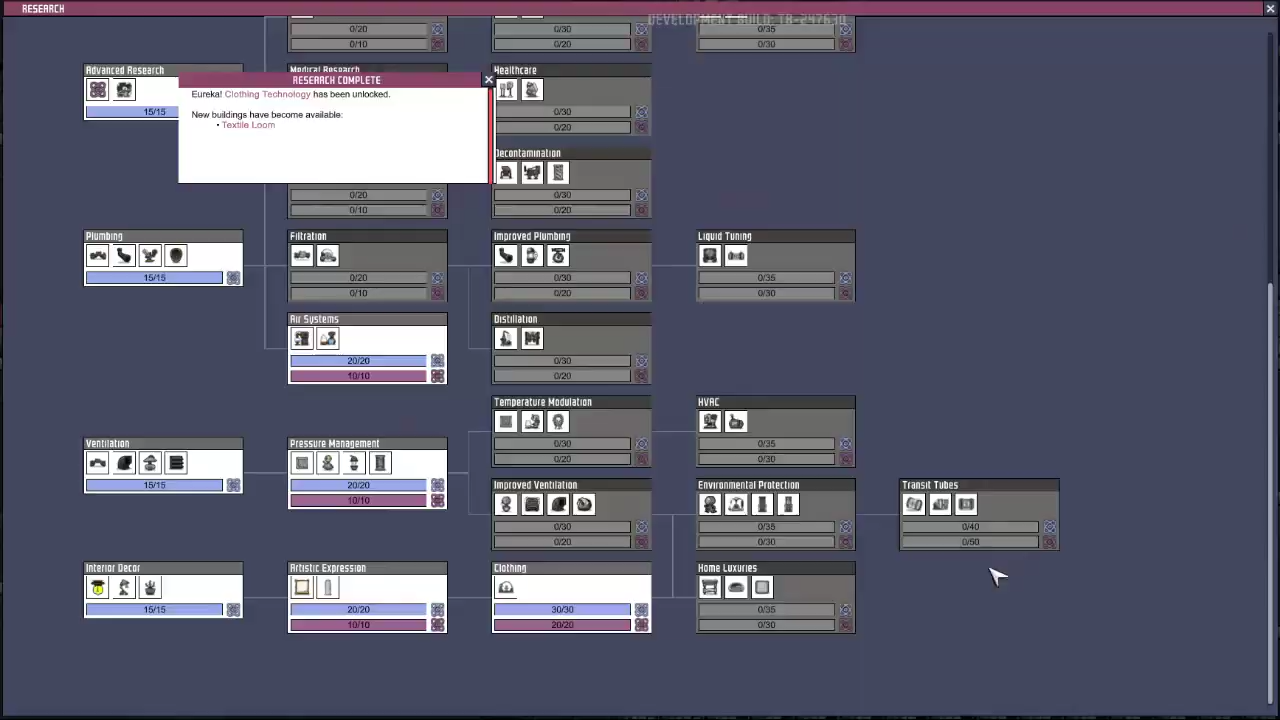 RESEARCH
DEVELOPMENT BUILD: TR-247630
0/20
0/30
0/35
0/10
0/20
0/30
Advanced Research
Medical Research
Healthcare
RESEARCH COMPLETE
Eureka! Clothing Technology has been unlocked.
New buildings have become available:
• Textile Loom
15/15
0/30
0/20
Decontamination
0/20
0/30
0/10
0/20
Plumbing
Filtration
Improved Plumbing
Liquid Tuning
15/15
0/20
0/30
0/35
0/10
0/20
0/30
Air Systems
Distillation
20/20
0/30
10/10
0/20
Temperature Modulation
HVAC
0/30
0/35
0/20
0/30
Ventilation
Pressure Management
15/15
20/20
10/10
Improved Ventilation
Environmental Protection
Transit Tubes
0/30
0/35
0/40
0/20
0/30
0/50
Interior Decor
Artistic Expression
Clothing
Home Luxuries
15/15
20/20
30/30
0/35
10/10
20/20
0/30